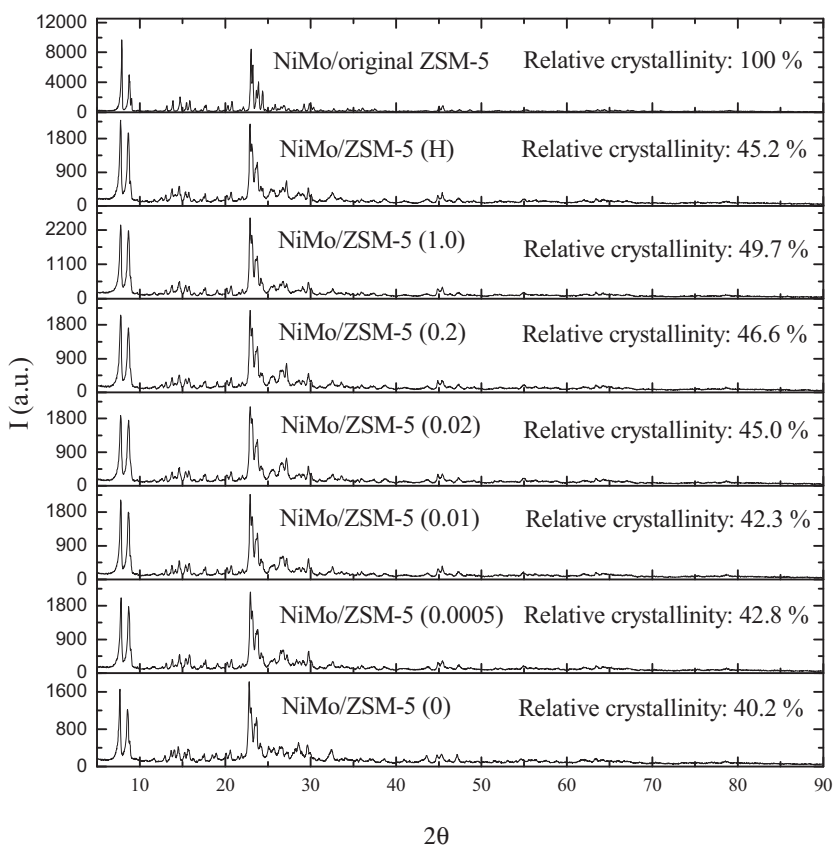 12000
9000
6000
3000
0
NiMo/original ZSM-5 Relative crystallinity: 100 %
1800
900
0
NiMo/ZSM-5 (H) Relative crystallinity: 45.2 %
2200
1100
0
NiMo/ZSM-5 (1.0) Relative crystallinity: 49.7 %
1800
900
0
NiMo/ZSM-5 (0.2) Relative crystallinity: 46.6 %
1800
900
0
NiMo/ZSM-5 (0.02) Relative crystallinity: 45.0 %
1800
900
0
NiMo/ZSM-5 (0.01) Relative crystallinity: 42.3 %
1800
900
0
NiMo/ZSM-5 (0.0005) Relative crystallinity: 42.8 %
1600
800
0
NiMo/ZSM-5 (0) Relative crystallinity: 40.2 %
I (a.u.)
10 20 30 40 50 60 70 80 90
2θ